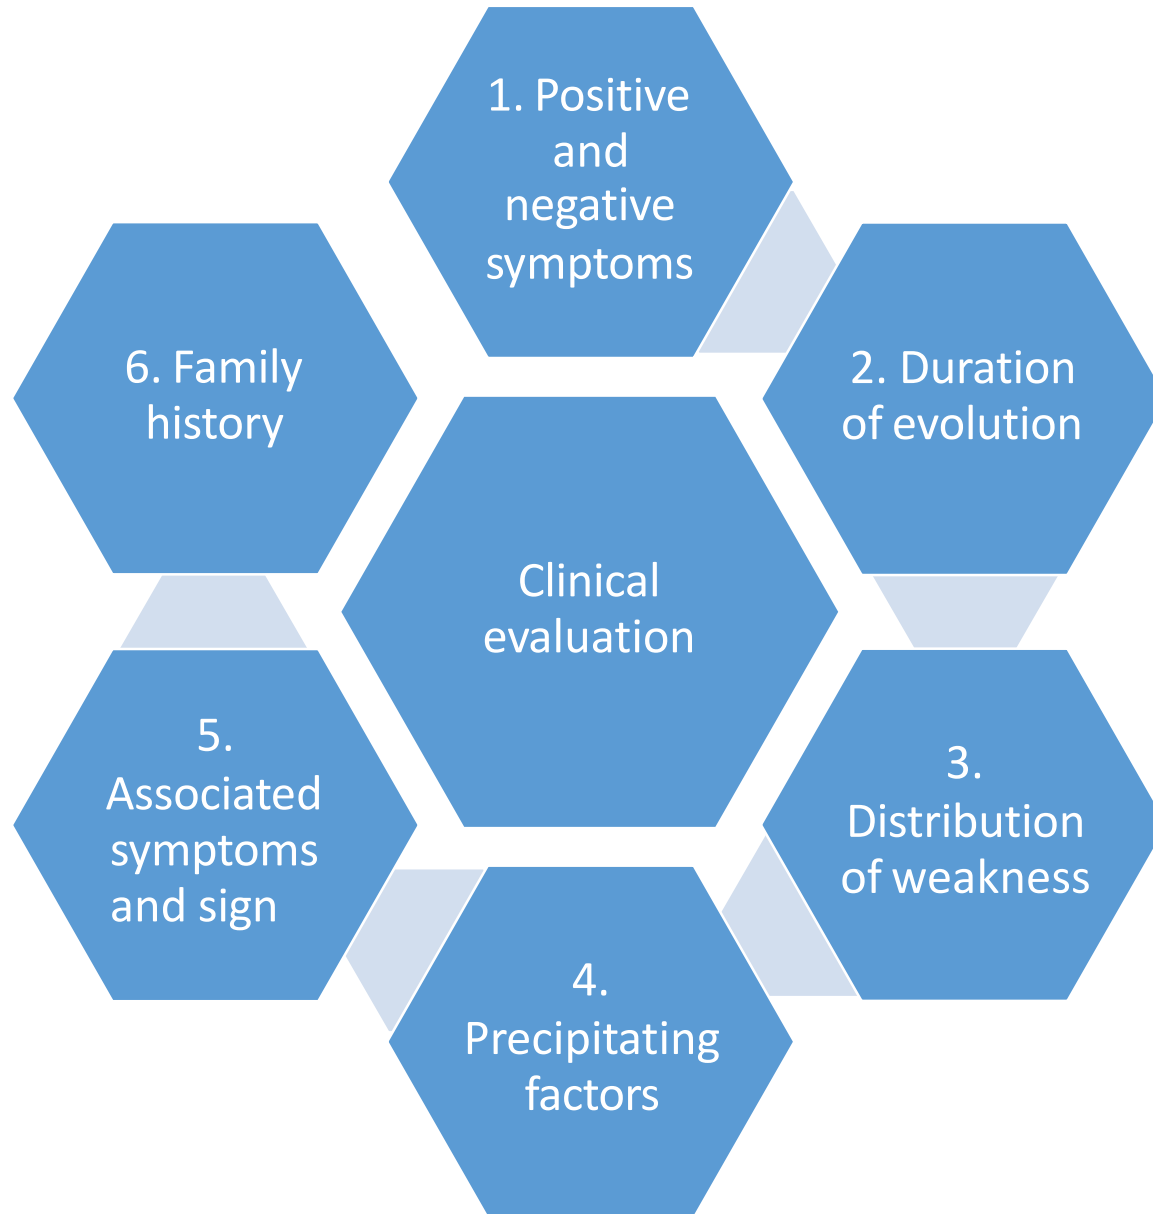 1. Positive
and
negative
symptoms
2. Duration
of evolution
3.
Distribution
of weakness
4.
Precipitating
factors
5.
Associated
symptoms
and sign
6. Family
history
Clinical
evaluation